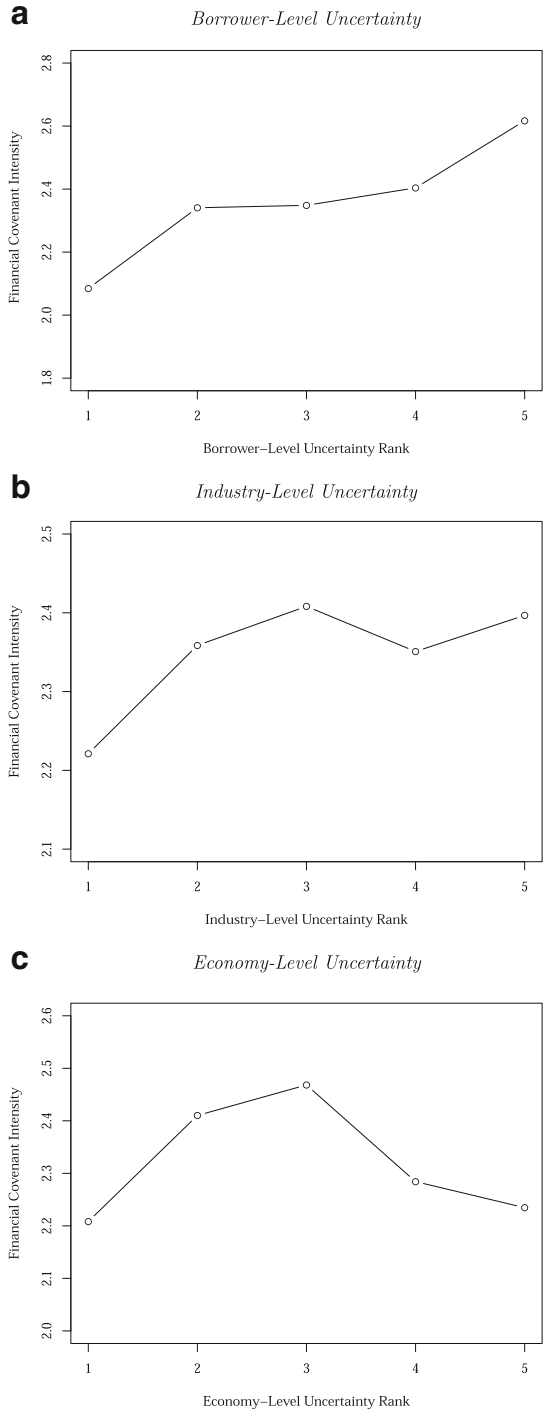 a
Borrower-Level Uncertainty
Financial Covenant Intensity
2.8
2.6
2.4
2.2
2.0
1.8
1 2 3 4 5
Borrower–Level Uncertainty Rank
b
Industry-Level Uncertainty
Financial Covenant Intensity
2.5
2.4
2.3
2.2
2.1
1 2 3 4 5
Industry–Level Uncertainty Rank
c
Economy-Level Uncertainty
Financial Covenant Intensity
2.6
2.5
2.4
2.3
2.2
2.1
2.0
1 2 3 4 5
Economy–Level Uncertainty Rank